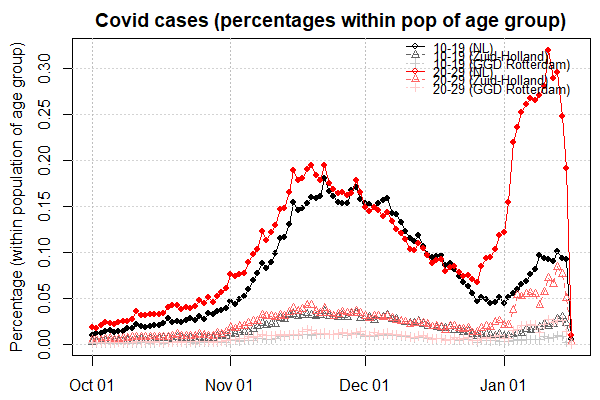 Covid cases (percentages within pop of age group)
10-19 (NL)
10-19 (Zuid-Holland)
10-19 (GGD Rotterdam)
20-29 (NL)
20-29 (Zuid-Holland)
20-29 (GGD Rotterdam)
Percentage (within population of age group)
0.30
0.25
0.20
0.15
0.10
0.05
0.00
Oct 01 Nov 01 Dec 01 Jan 01